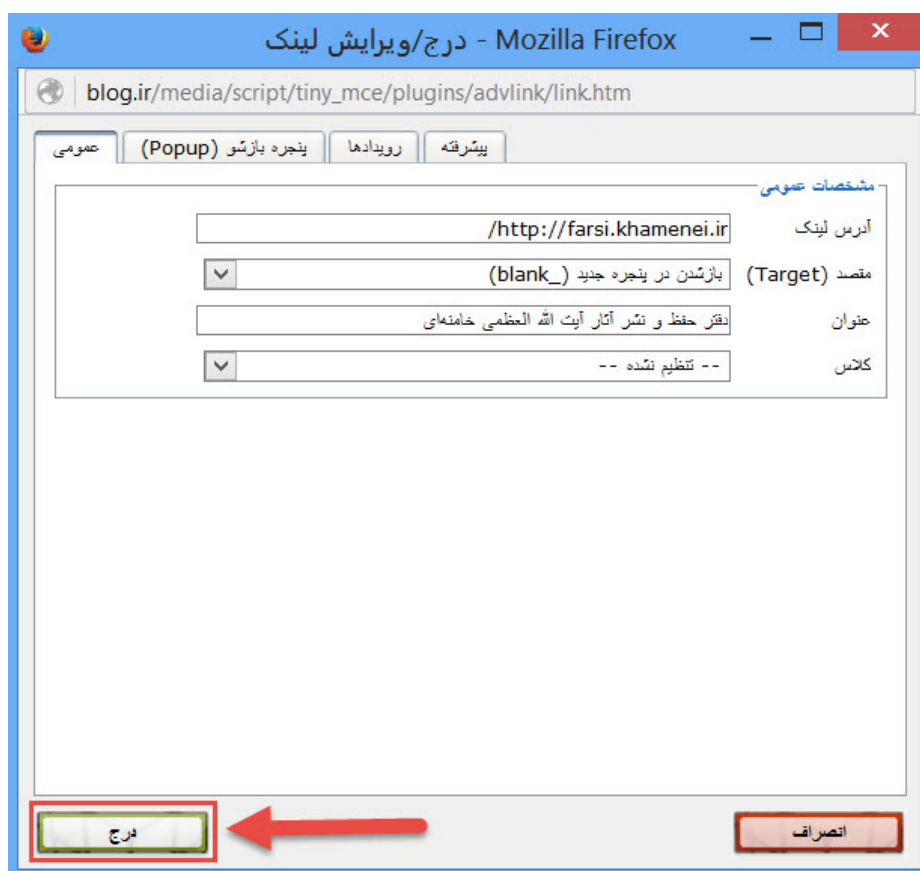 درج/ویرایش لینک - Mozilla Firefox
blog.ir/media/script/tiny_mce/plugins/advlink/link.htm
عمومی
پنجره بازشو (Popup)
رویدادها
پیشرفته
مشخصات عمومی
آدرس لینک
http://farsi.khamenei.ir/
مقصد (Target)
بازشدن در پنجره جدید (_blank)
عنوان
دفتر حفظ و نشر آثار آیت الله العظمی خامنه‌ای
کلاس
-- تنظیم نشده --
درج
انصراف